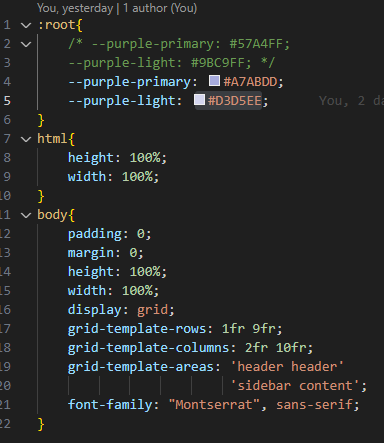 You, yesterday | 1 author (You)
1 :root{
2 /* --purple-primary: #57A4FF;
3 --purple-light: #9BC9FF; */
4 --purple-primary: #A7ABDD;
5 --purple-light: #D3D5EE; You, 2 da
6 }
7 html{
8 height: 100%;
9 width: 100%;
10 }
11 body{
12 padding: 0;
13 margin: 0;
14 height: 100%;
15 width: 100%;
16 display: grid;
17 grid-template-rows: 1fr 9fr;
18 grid-template-columns: 2fr 10fr;
19 grid-template-areas: 'header header'
20 'sidebar content';
21 font-family: "Montserrat", sans-serif;
22 }